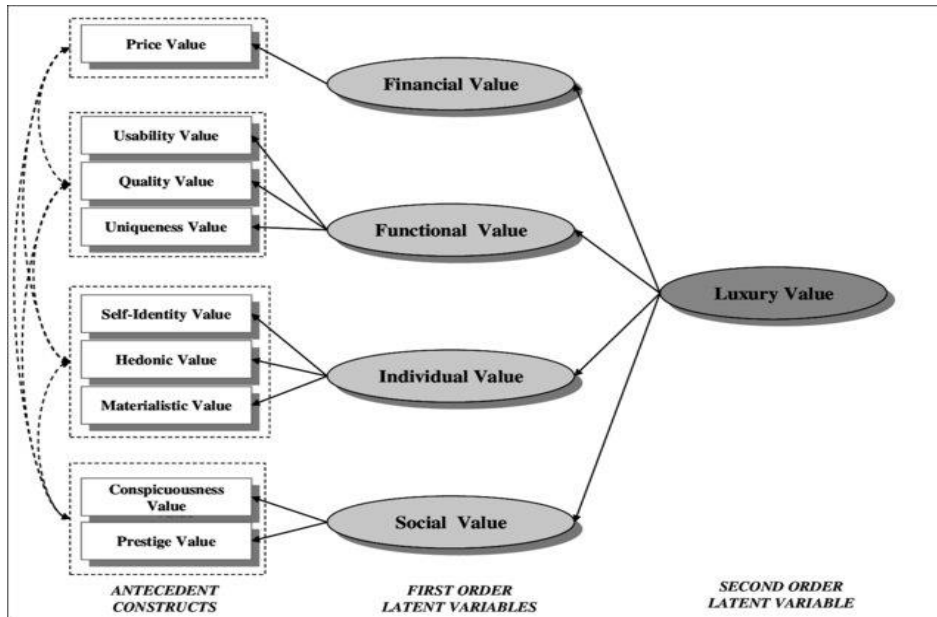 Price Value
Financial Value
Usability Value
Quality Value
Uniqueness Value
Functional Value
Luxury Value
Self-Identity Value
Hedonic Value
Materialistic Value
Individual Value
Conspicuousness
Value
Prestige Value
Social Value
ANTECEDENT
CONSTRUCTS
FIRST ORDER
LATENT VARIABLES
SECOND ORDER
LATENT VARIABLE